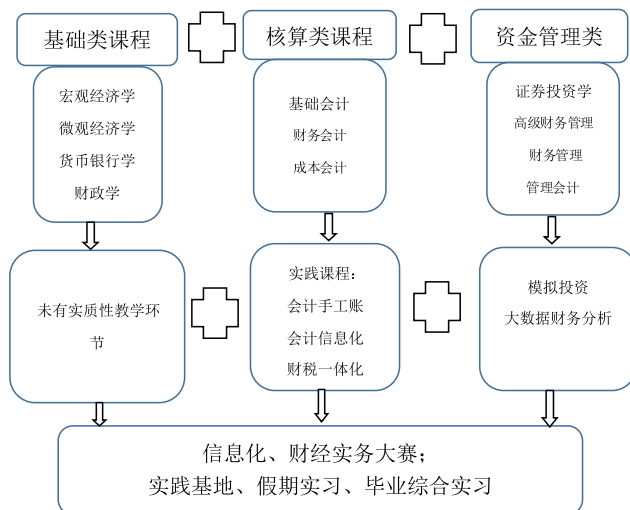 基础类课程
核算类课程
资金管理类
宏观经济学
微观经济学
货币银行学
财政学
基础会计
财务会计
成本会计
证券投资学
高级财务管理
财务管理
管理会计
未有实质性教学环
节
实践课程：
会计手工账
会计信息化
财税一体化
模拟投资
大数据财务分析
信息化、财经实务大赛；
实践基地、假期实习、毕业综合实习